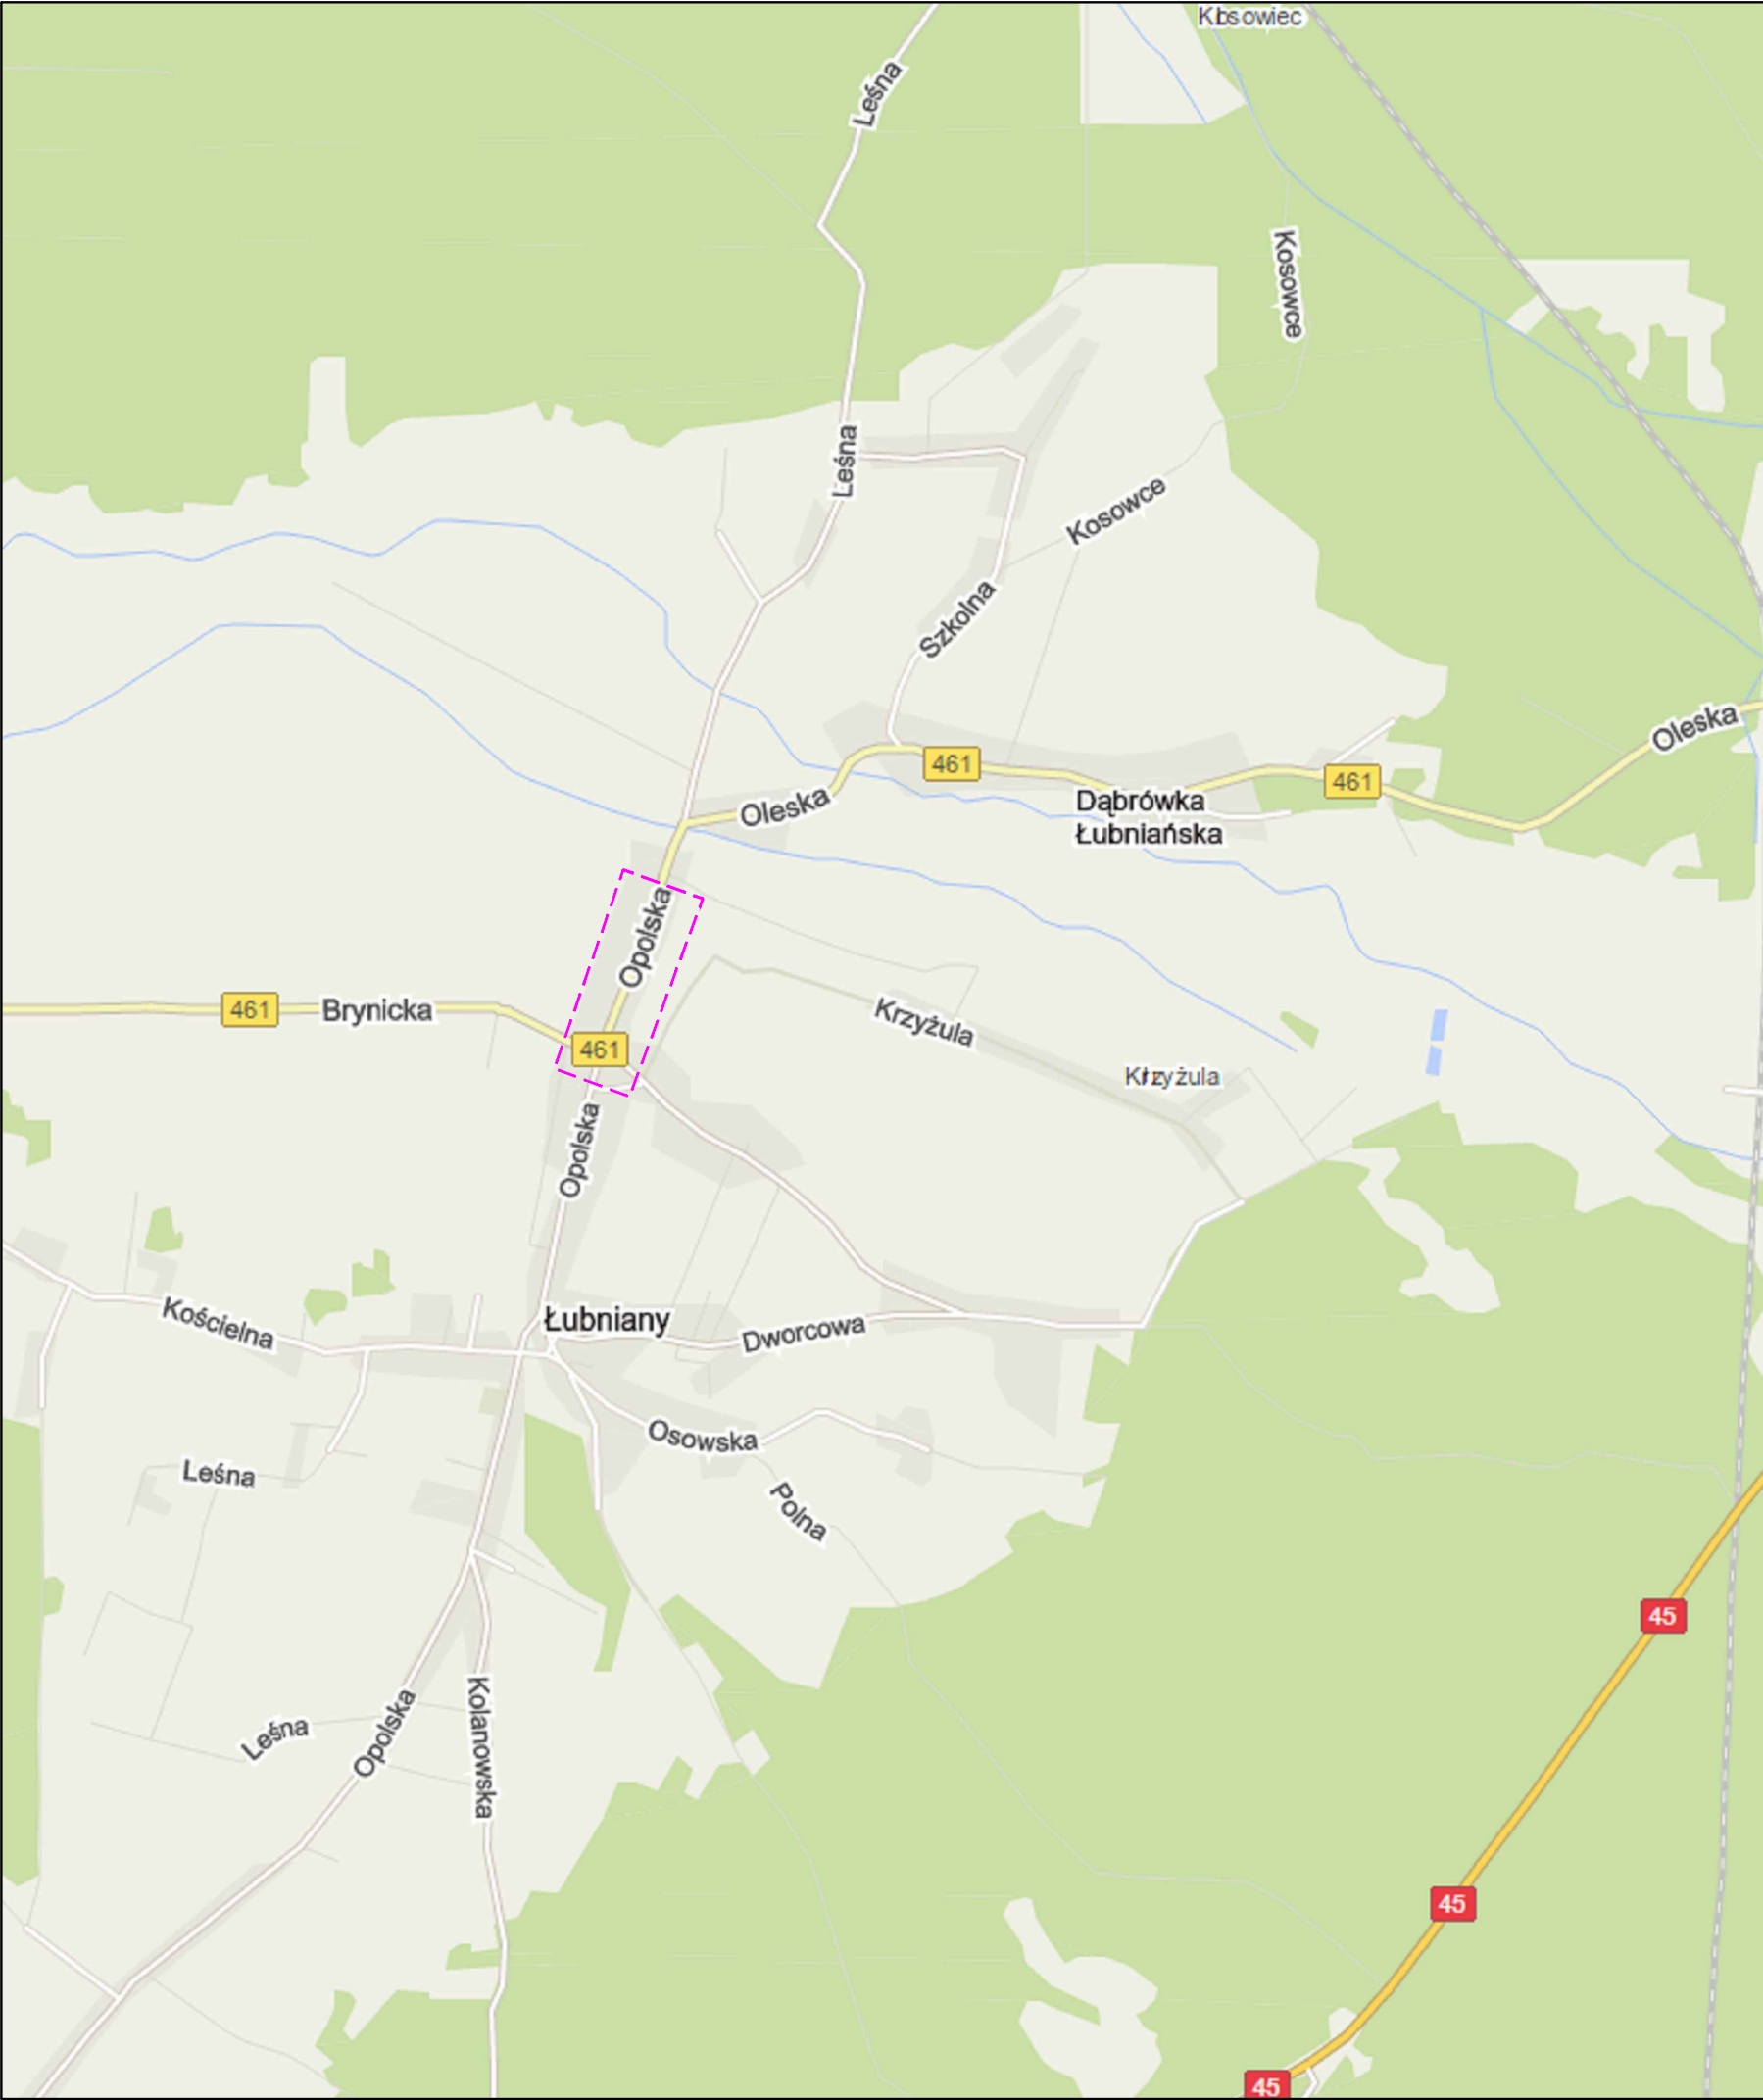 Kosowiec
Leśna
Kosowce
Leśna
Kosowce
Szkolna
Oleska
461
461
Oleska
Dąbrówka
Łubniańska
Opolska
461
Brynicka
Krzyżula
461
Krzyżula
Opolska
Kościelna
Łubniany
Dworcowa
Osowska
Leśna
Polna
45
Kolanowska
Leśna
Opolska
45
45